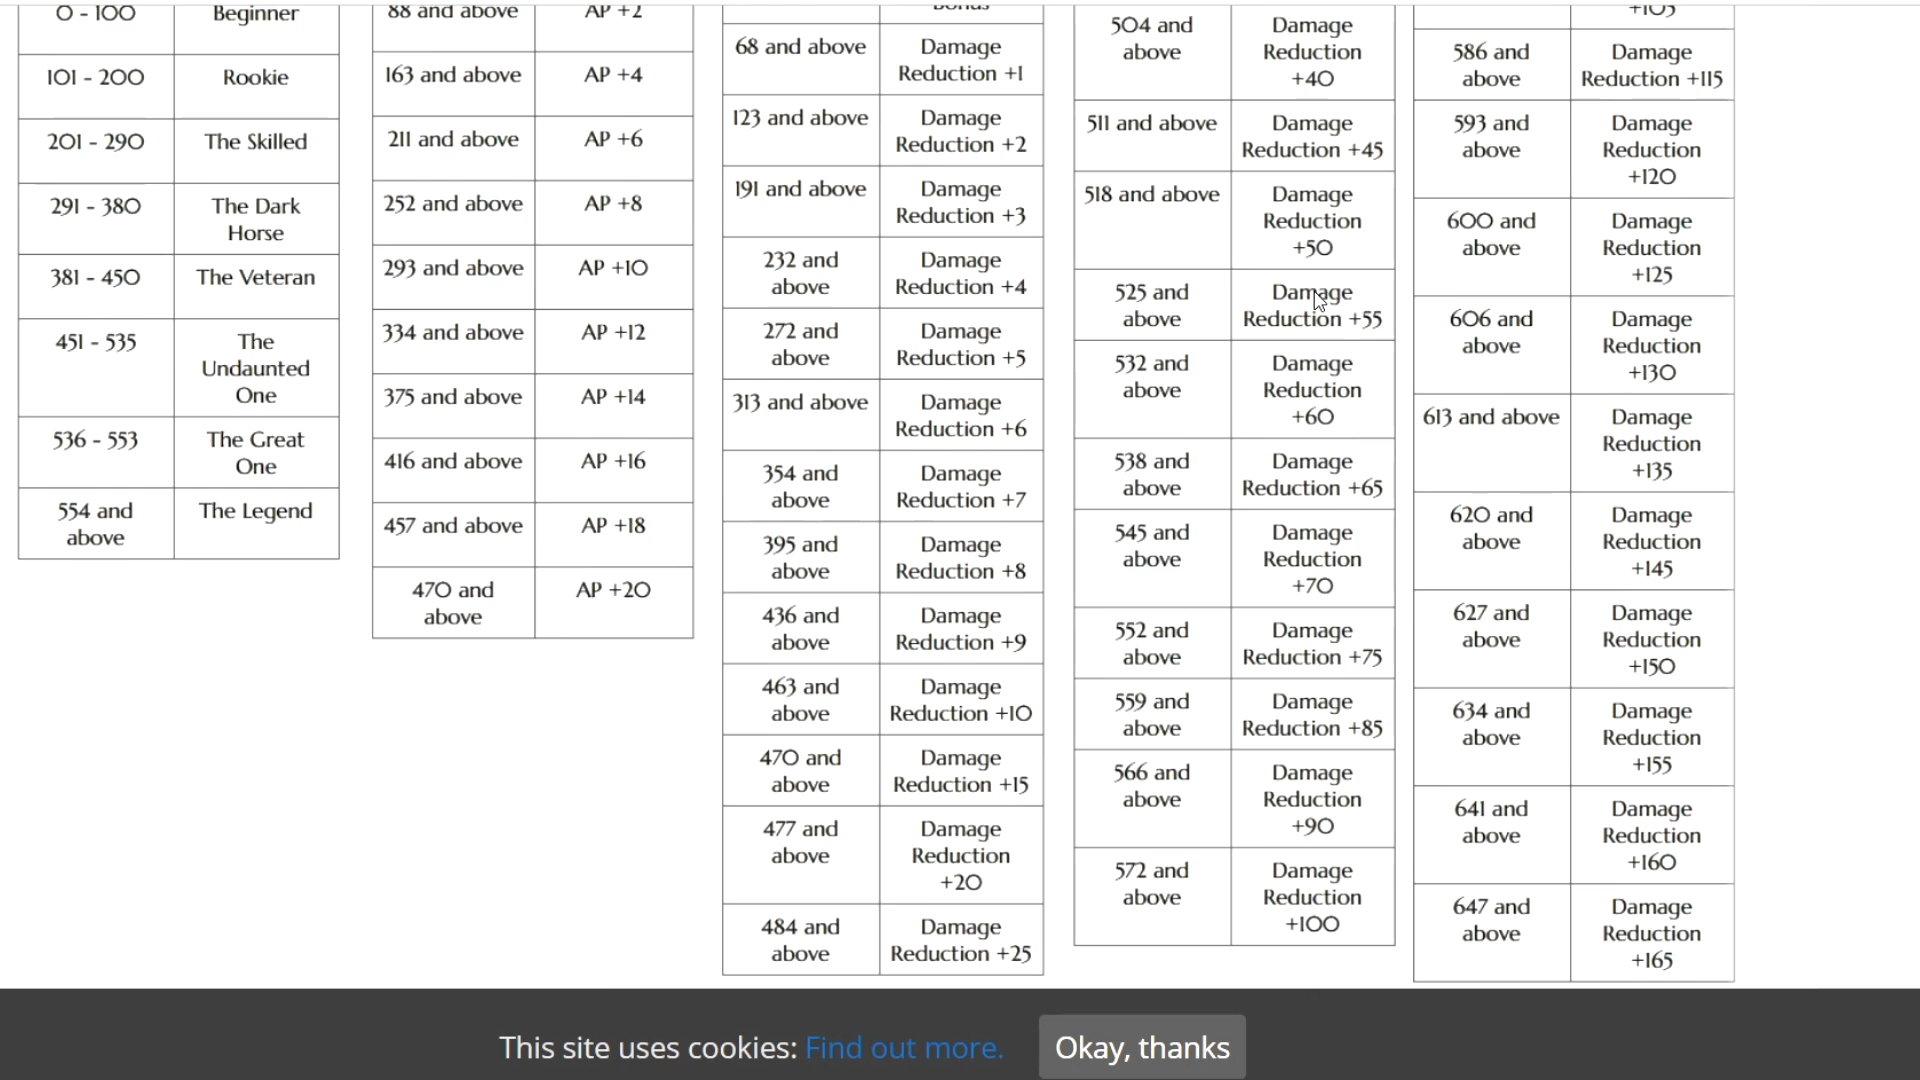 0 - 100
Beginner
101 - 200
Rookie
201 - 290
The Skilled
291 - 380
The Dark
Horse
381 - 450
The Veteran
451 - 535
The
Undaunted
One
536 - 553
The Great
One
554 and
above
The Legend
88 and above
AP +2
163 and above
AP +4
211 and above
AP +6
252 and above
AP +8
293 and above
AP +10
334 and above
AP +12
375 and above
AP +14
416 and above
AP +16
457 and above
AP +18
470 and
above
AP +20
Bonus
68 and above
Damage
Reduction +1
123 and above
Damage
Reduction +2
191 and above
Damage
Reduction +3
232 and
above
Damage
Reduction +4
272 and
above
Damage
Reduction +5
313 and above
Damage
Reduction +6
354 and
above
Damage
Reduction +7
395 and
above
Damage
Reduction +8
436 and
above
Damage
Reduction +9
463 and
above
Damage
Reduction +10
470 and
above
Damage
Reduction +15
477 and
above
Damage
Reduction
+20
484 and
above
Damage
Reduction +25
504 and
above
Damage
Reduction
+40
511 and above
Damage
Reduction +45
518 and above
Damage
Reduction
+50
525 and
above
Damage
Reduction +55
532 and
above
Damage
Reduction
+60
538 and
above
Damage
Reduction +65
545 and
above
Damage
Reduction
+70
552 and
above
Damage
Reduction +75
559 and
above
Damage
Reduction +85
566 and
above
Damage
Reduction
+90
572 and
above
Damage
Reduction
+100
+105
586 and
above
Damage
Reduction +115
593 and
above
Damage
Reduction
+120
600 and
above
Damage
Reduction
+125
606 and
above
Damage
Reduction
+130
613 and above
Damage
Reduction
+135
620 and
above
Damage
Reduction
+145
627 and
above
Damage
Reduction
+150
634 and
above
Damage
Reduction
+155
641 and
above
Damage
Reduction
+160
647 and
above
Damage
Reduction
+165
This site uses cookies: Find out more.
Okay, thanks